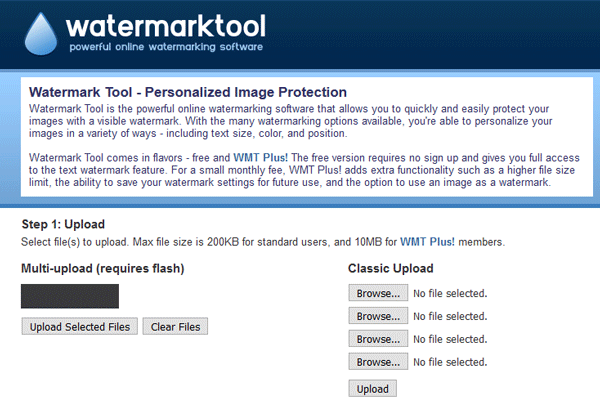 watermarktool
powerful online watermarking software
Watermark Tool - Personalized Image Protection
Watermark Tool is the powerful online watermarking software that allows you to quickly and easily protect your
images with a visible watermark. With the many watermarking options available, you're able to personalize your
images in a variety of ways - including text size, color, and position.
Watermark Tool comes in flavors - free and WMT Plus! The free version requires no sign up and gives you full access
to the text watermark feature. For a small monthly fee, WMT Plus! adds extra functionality such as a higher file size
limit, the ability to save your watermark settings for future use, and the option to use an image as a watermark.
Step 1: Upload
Select file(s) to upload. Max file size is 200KB for standard users, and 10MB for WMT Plus! members.
Multi-upload (requires flash)
Upload Selected Files Clear Files
Classic Upload
Browse... No file selected.
Browse... No file selected.
Browse... No file selected.
Browse... No file selected.
Upload